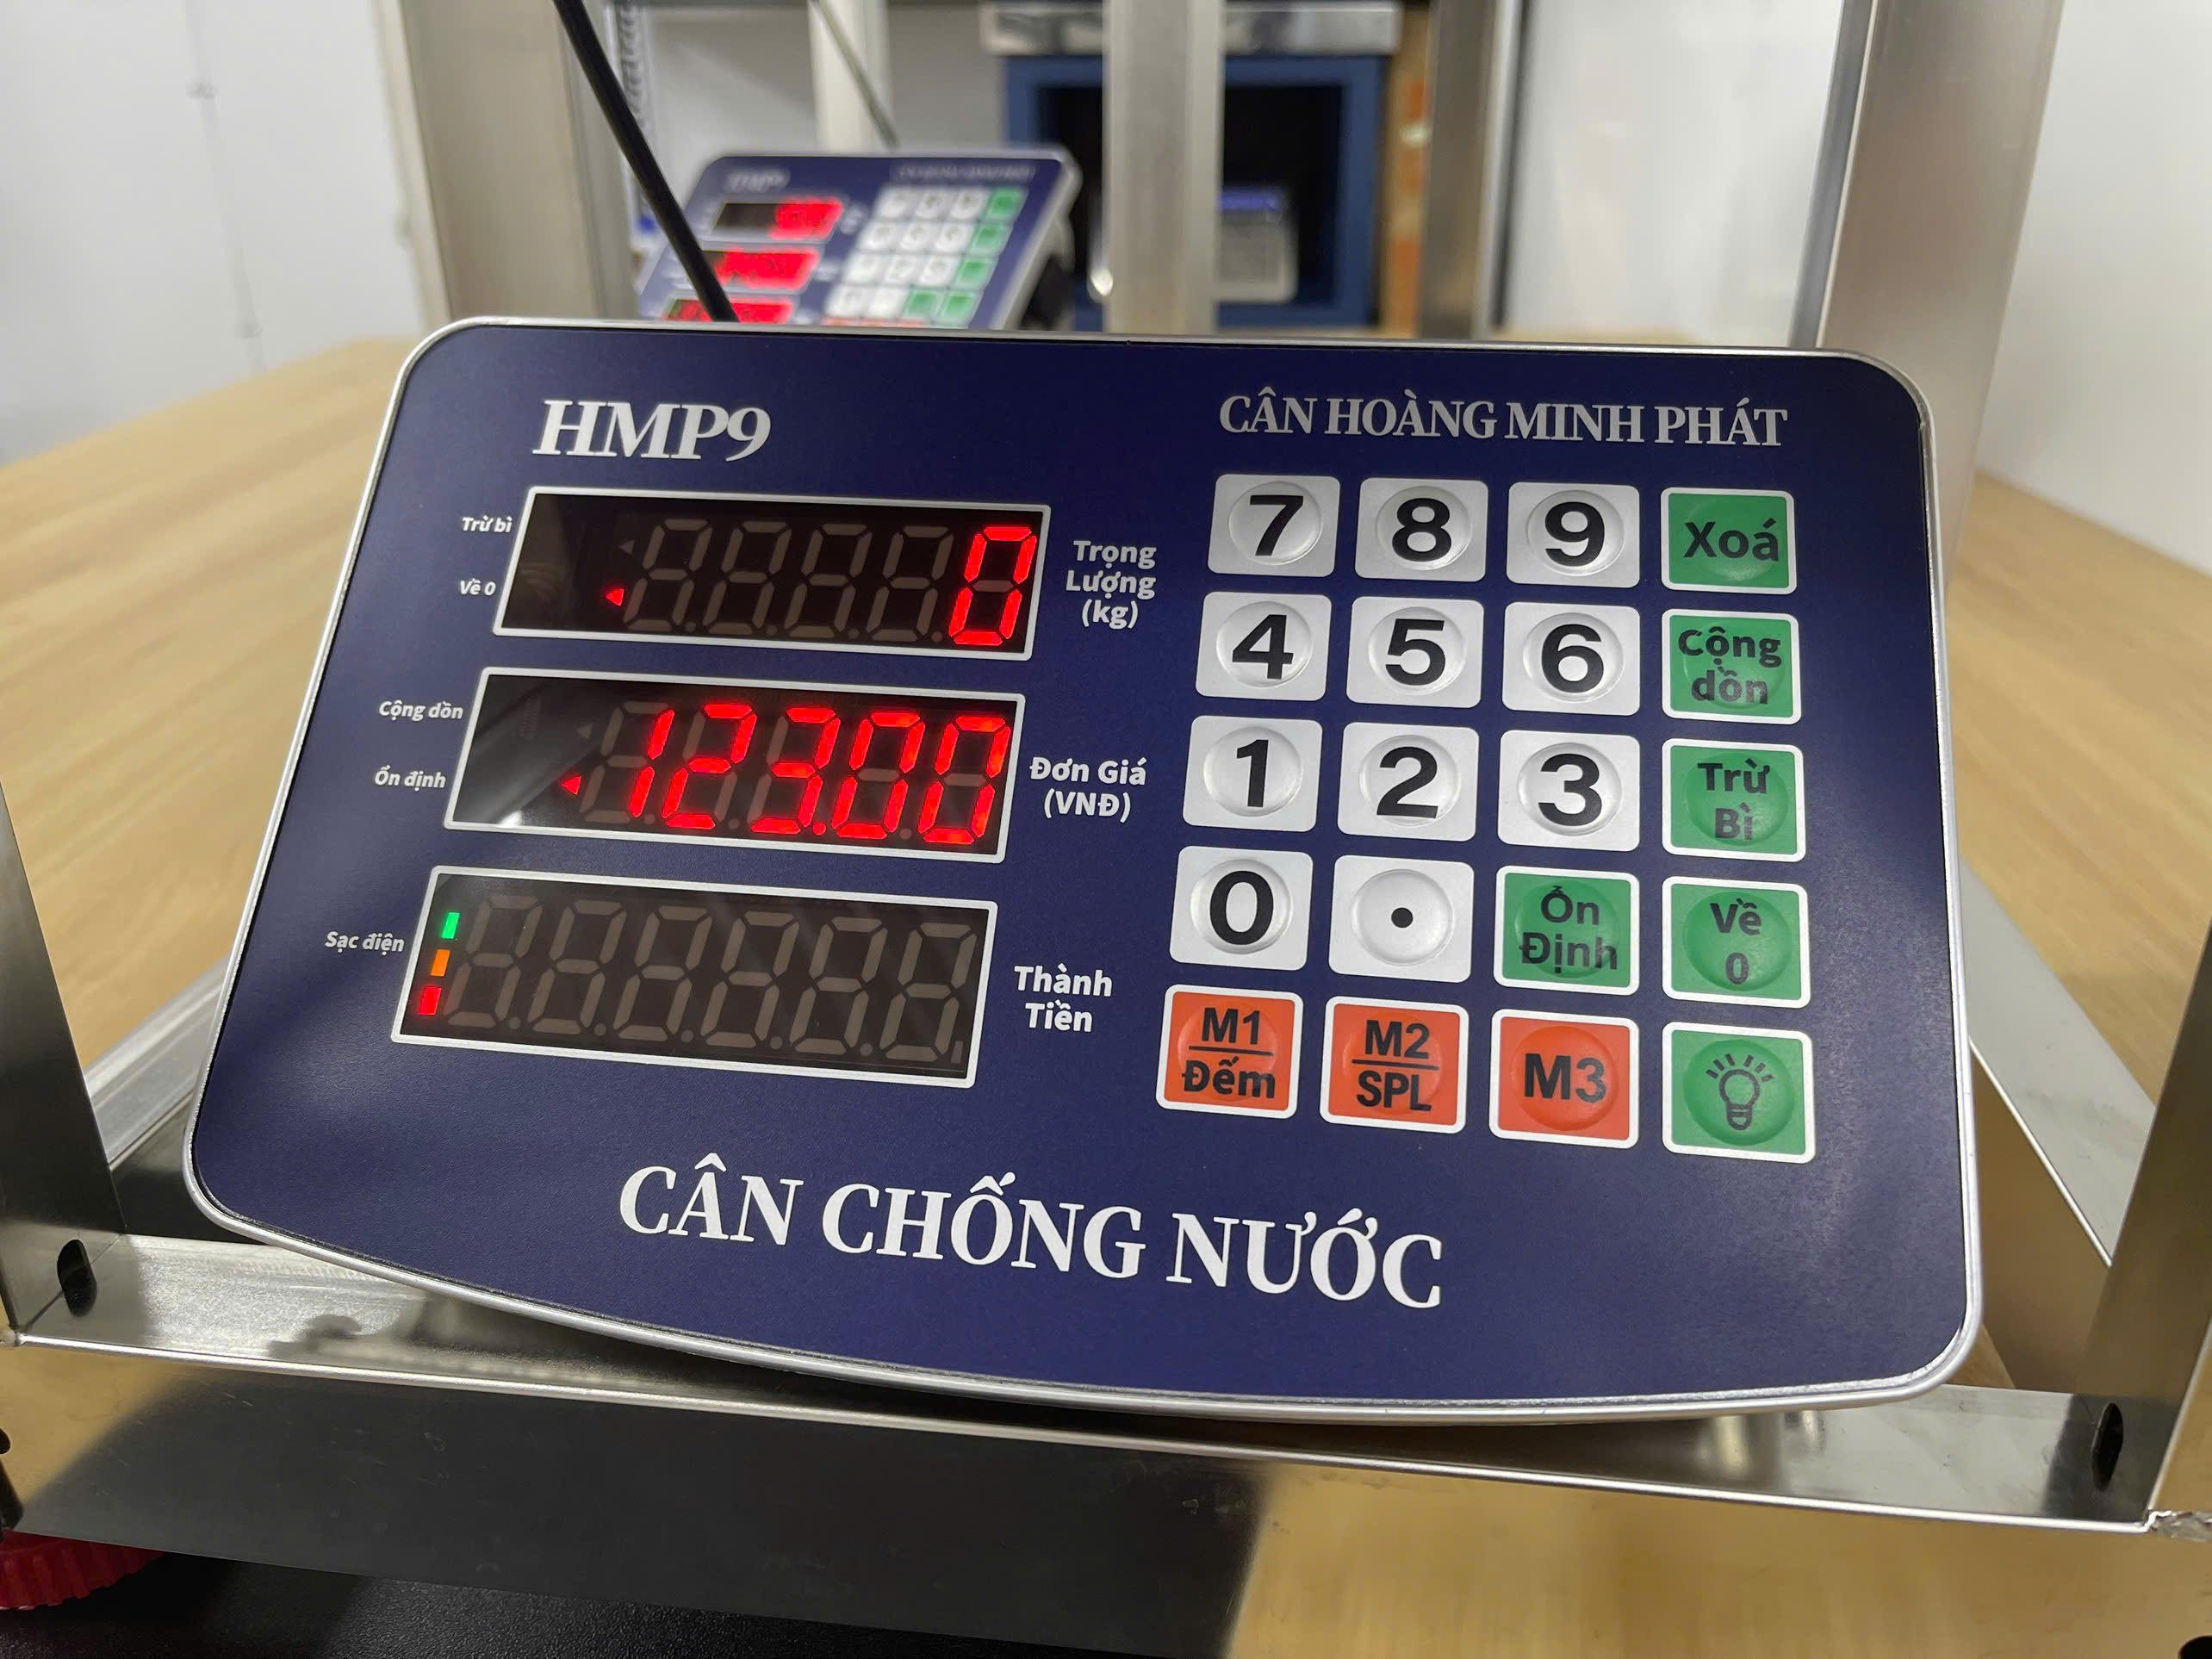 HMP9
CÂN HOÀNG MINH PHÁT
Trừ bì
Về 0
0
Trọng
Lượng
(kg)
Cộng dồn
Ổn định
123.00
Đơn Giá
(VNĐ)
Sạc điện
Thành
Tiền
7 8 9 Xoá
4 5 6 Cộng
dồn
1 2 3 Trừ
Bì
0 . Ổn
Định
Về
0
M1
Đếm
M2
SPL
M3
CÂN CHỐNG NƯỚC
HMP9